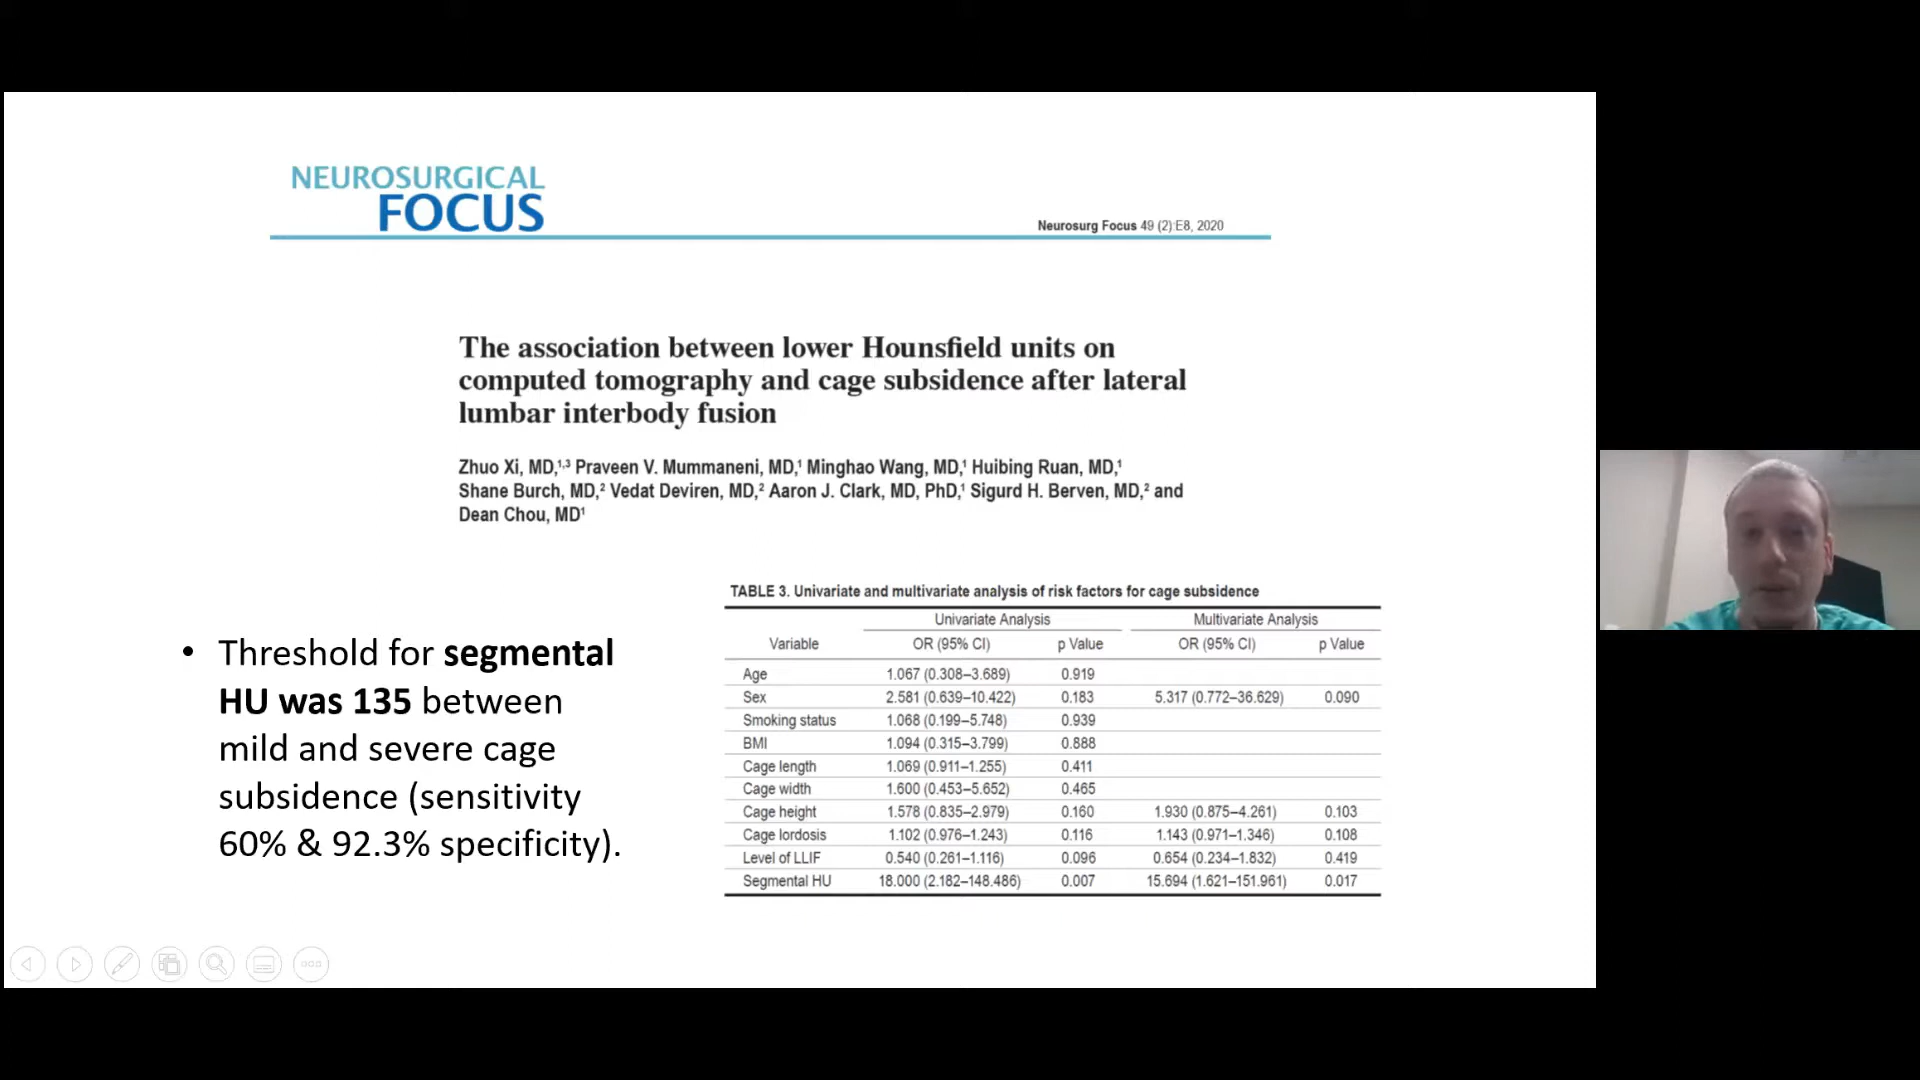 NEUROSURGICAL
FOCUS
Neurosurg Focus 49 (2):E8, 2020
The association between lower Hounsfield units on
computed tomography and cage subsidence after lateral
lumbar interbody fusion
Zhuo Xi, MD,¹,³ Praveen V. Mummaneni, MD,¹ Minghao Wang, MD,¹ Huibing Ruan, MD,¹
Shane Burch, MD,² Vedat Deviren, MD,² Aaron J. Clark, MD, PhD,¹ Sigurd H. Berven, MD,² and
Dean Chou, MD¹
• Threshold for segmental
HU was 135 between
mild and severe cage
subsidence (sensitivity
60% & 92.3% specificity).
TABLE 3. Univariate and multivariate analysis of risk factors for cage subsidence
Univariate Analysis Multivariate Analysis
Variable OR (95% CI) p Value OR (95% CI) p Value
Age 1.067 (0.308–3.689) 0.919
Sex 2.581 (0.639–10.422) 0.183 5.317 (0.772–36.629) 0.090
Smoking status 1.068 (0.199–5.748) 0.939
BMI 1.094 (0.315–3.799) 0.888
Cage length 1.069 (0.911–1.255) 0.411
Cage width 1.600 (0.453–5.652) 0.465
Cage height 1.578 (0.835–2.979) 0.160 1.930 (0.875–4.261) 0.103
Cage lordosis 1.102 (0.976–1.243) 0.116 1.143 (0.971–1.346) 0.108
Level of LLIF 0.540 (0.261–1.116) 0.096 0.654 (0.234–1.832) 0.419
Segmental HU 18.000 (2.182–148.486) 0.007 15.694 (1.621–151.961) 0.017